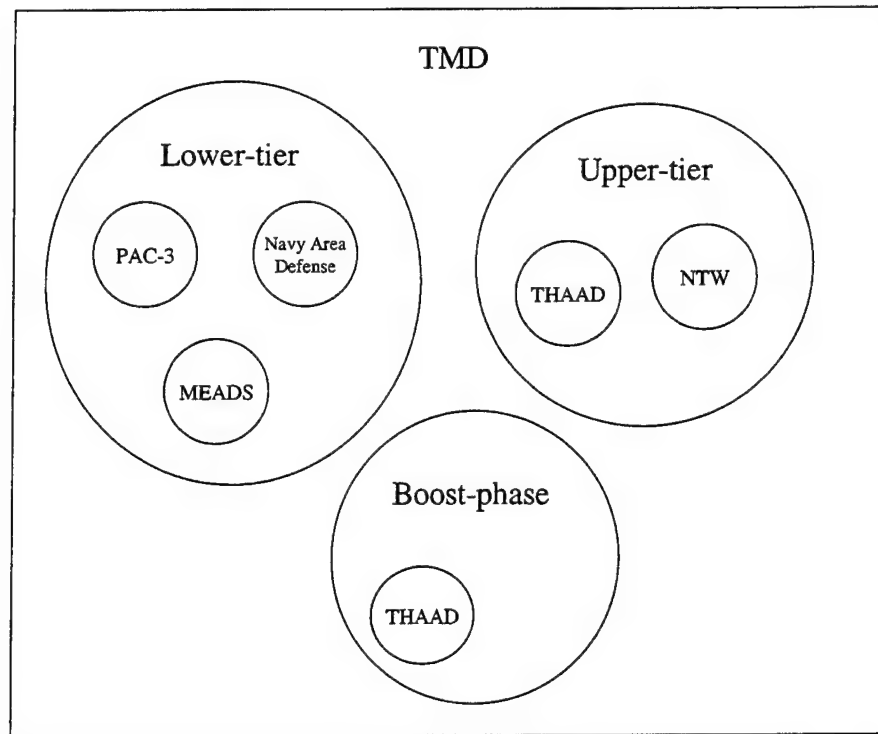 TMD
Lower-tier
PAC-3
Navy Area
Defense
MEADS
Upper-tier
THAAD
NTW
Boost-phase
THAAD